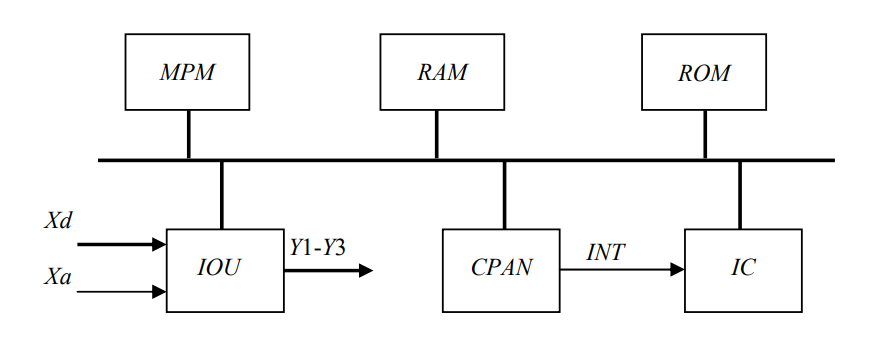 MPM
RAM
ROM
Xd
Xa
IOU
Y1-Y3
CPAN
INT
IC